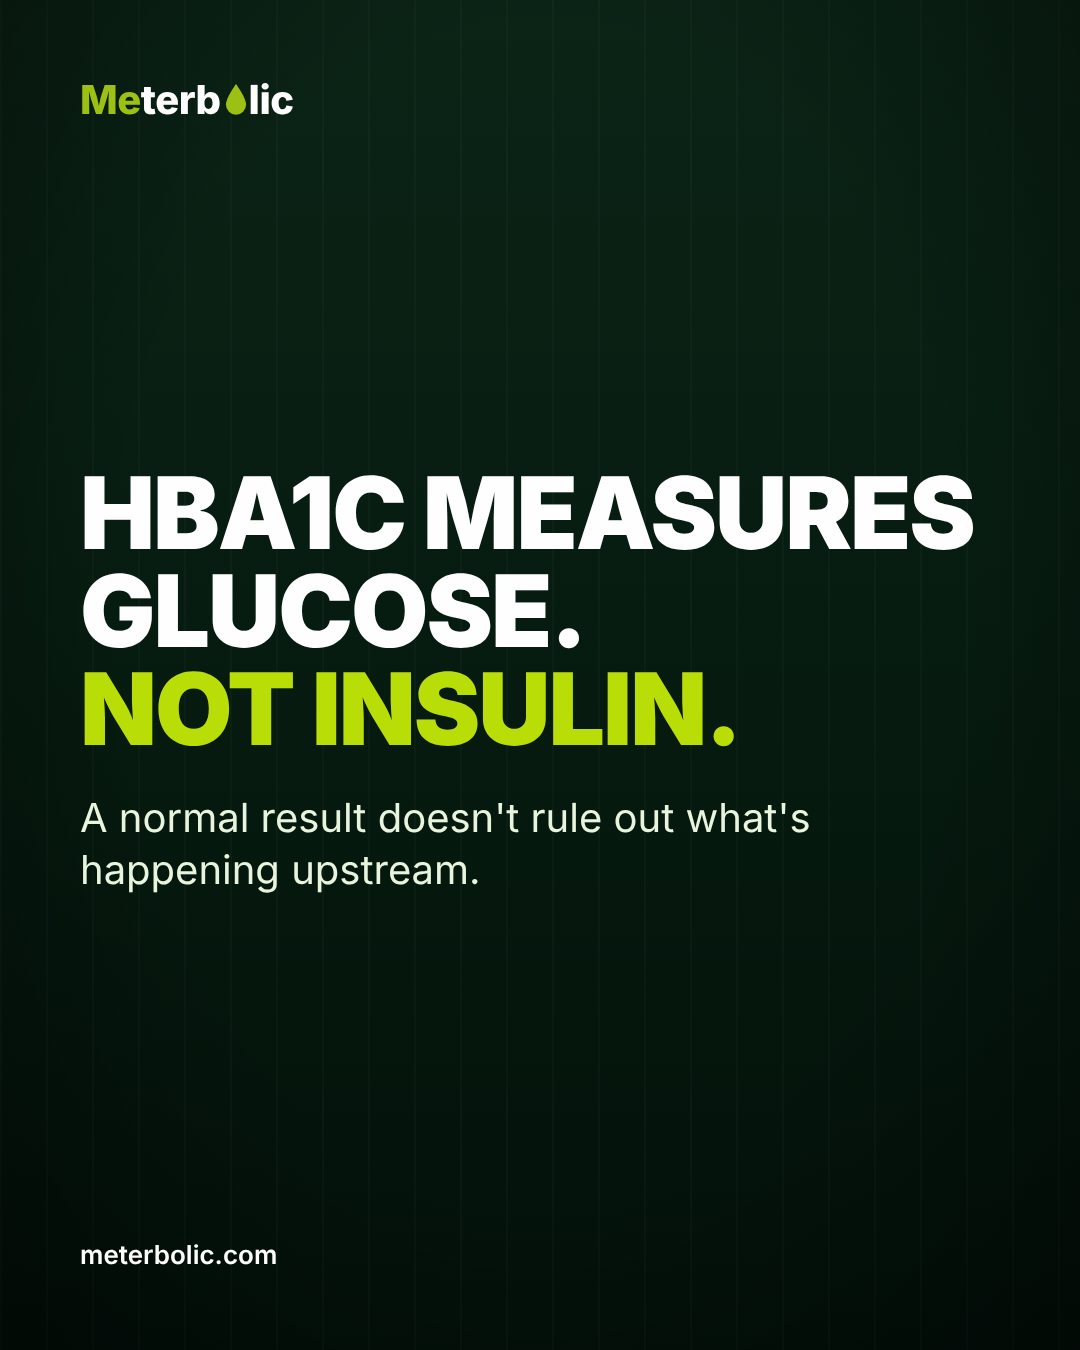 Meterbolic
HBA1C MEASURES
GLUCOSE.
NOT INSULIN.
A normal result doesn't rule out what's
happening upstream.
meterbolic.com